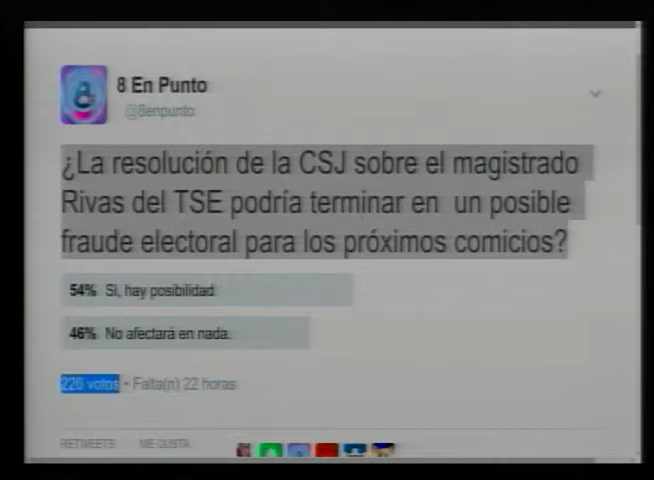 8 En Punto
@8enpunto
¿La resolución de la CSJ sobre el magistrado
Rivas del TSE podría terminar en un posible
fraude electoral para los próximos comicios?
54% Si, hay posibilidad
46% No afectará en nada.
226 votos • Falta(n) 22 horas
RETWEETS ME GUSTA